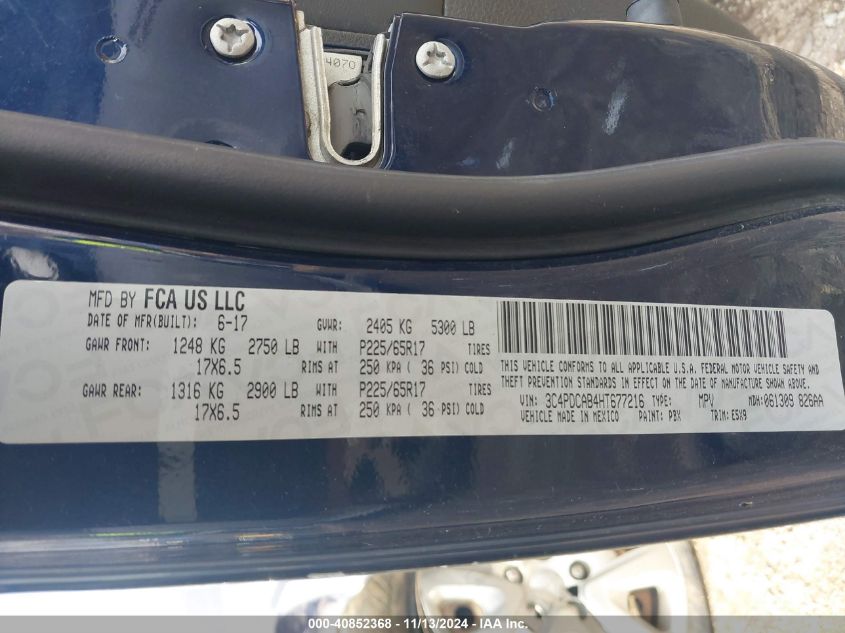 4070
MFD BY FCA US LLC
DATE OF MFR(BUILT): 6-17 GVWR: 2405 KG 5300 LB
GAWR FRONT: 1248 KG 2750 LB WITH P225/65R17 TIRES
17X6.5 RIMS AT 250 KPA ( 36 PSI) COLD
GAWR REAR: 1316 KG 2900 LB WITH P225/65R17 TIRES
17X6.5 RIMS AT 250 KPA ( 36 PSI) COLD
THIS VEHICLE CONFORMS TO ALL APPLICABLE U.S.A. FEDERAL MOTOR VEHICLE SAFETY AND
THEFT PREVENTION STANDARDS IN EFFECT ON THE DATE OF MANUFACTURE SHOWN ABOVE.
VIN: 3C4PDCAB4HT677216 TYPE: MPV MDH: 061309 826AA
VEHICLE MADE IN MEXICO PAINT: PBX TRIM: ESX9
000-40852368 - 11/13/2024 - IAA Inc.